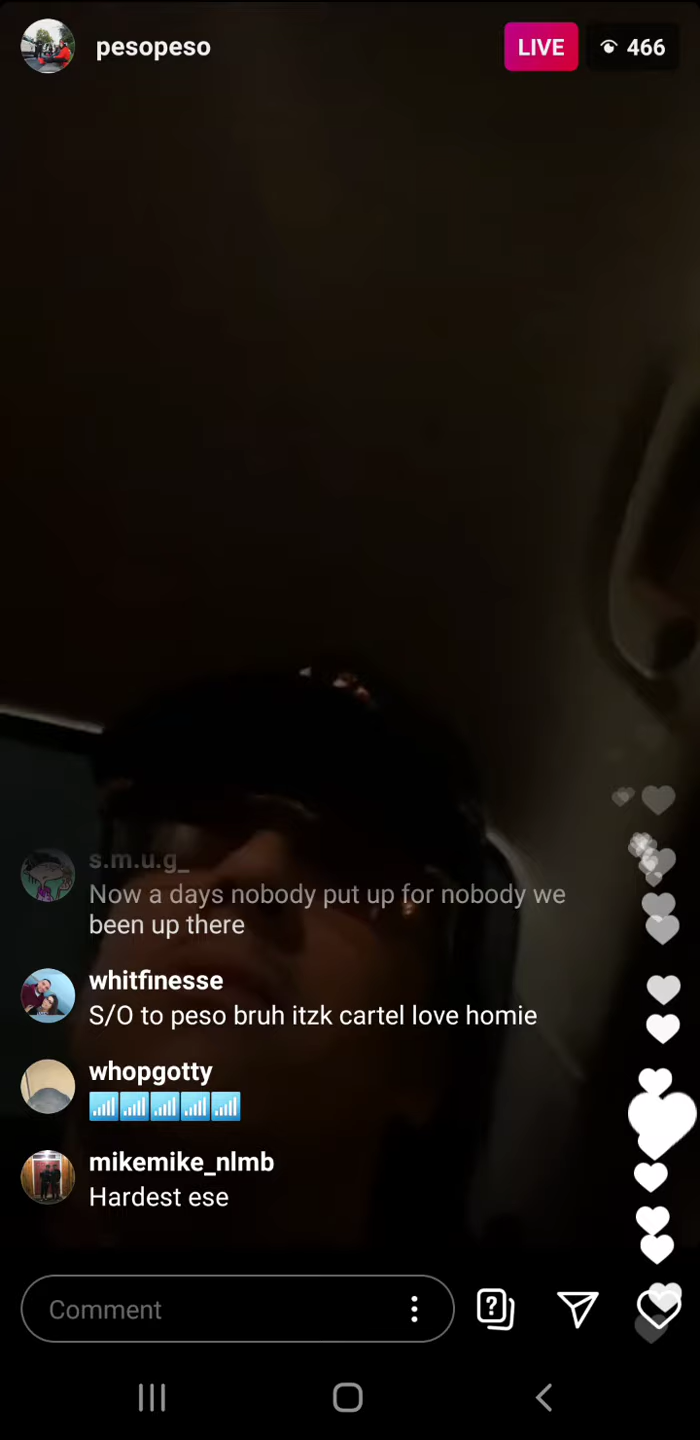 pesopeso
LIVE
466
s.m.u.g_
Now a days nobody put up for nobody we
been up there
whitfinesse
S/O to peso bruh itzk cartel love homie
whopgotty
📶📶📶📶📶
mikemike_nlmb
Hardest ese
Comment